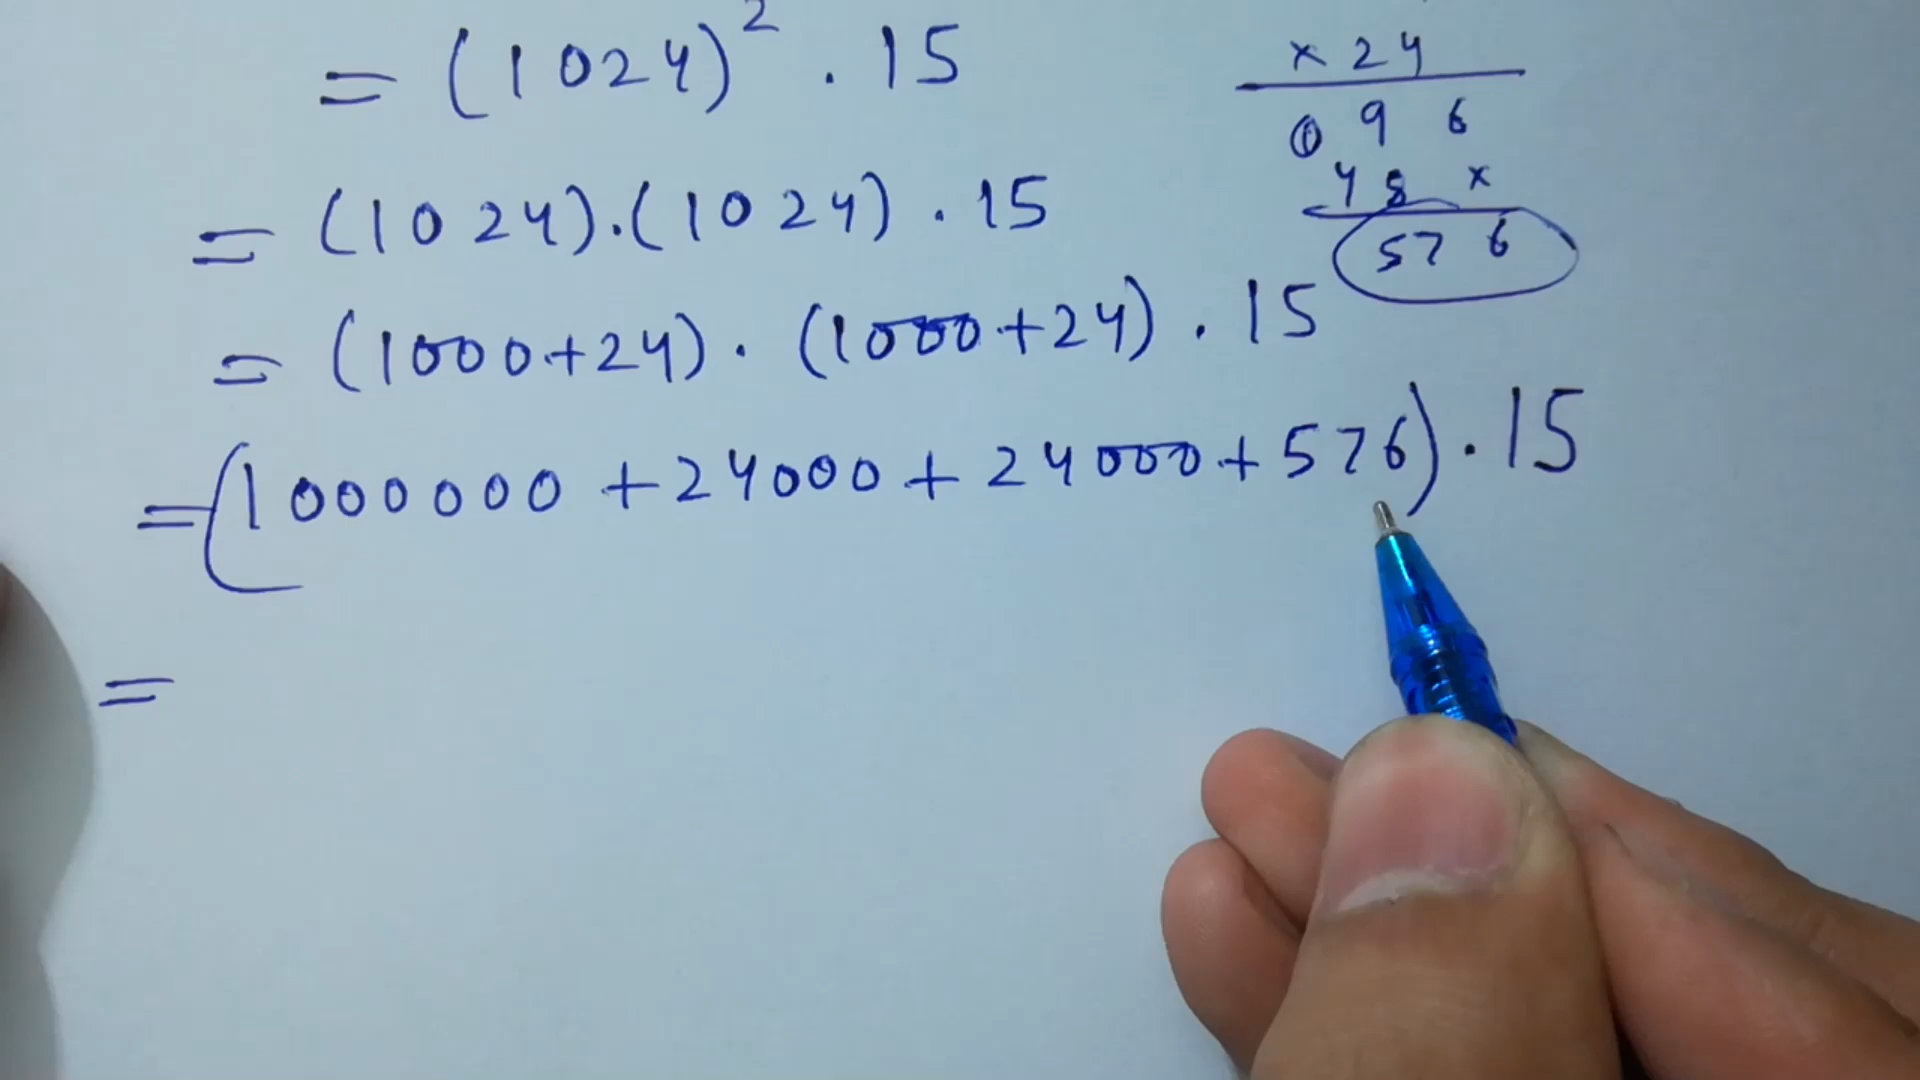 = (1024)² . 15
= (1024).(1024) . 15
= (1000+24) . (1000+24) . 15
= (1000000 + 24000 + 24000 + 576) . 15
=
× 24
0 9 6
4 8 ×
576